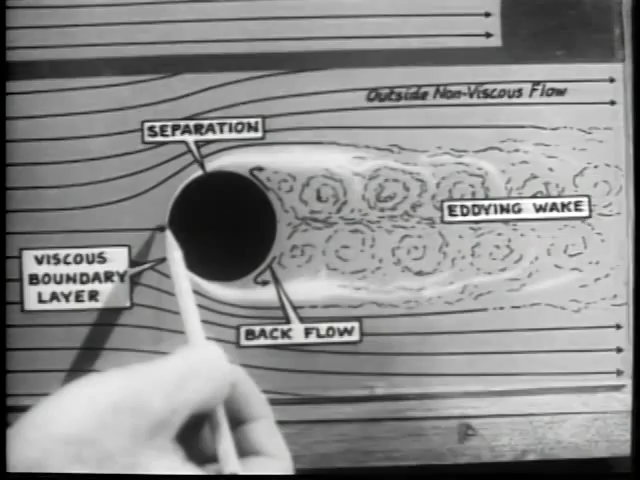 Outside Non-Viscous Flow
SEPARATION
EDDYING WAKE
VISCOUS
BOUNDARY
LAYER
BACK FLOW